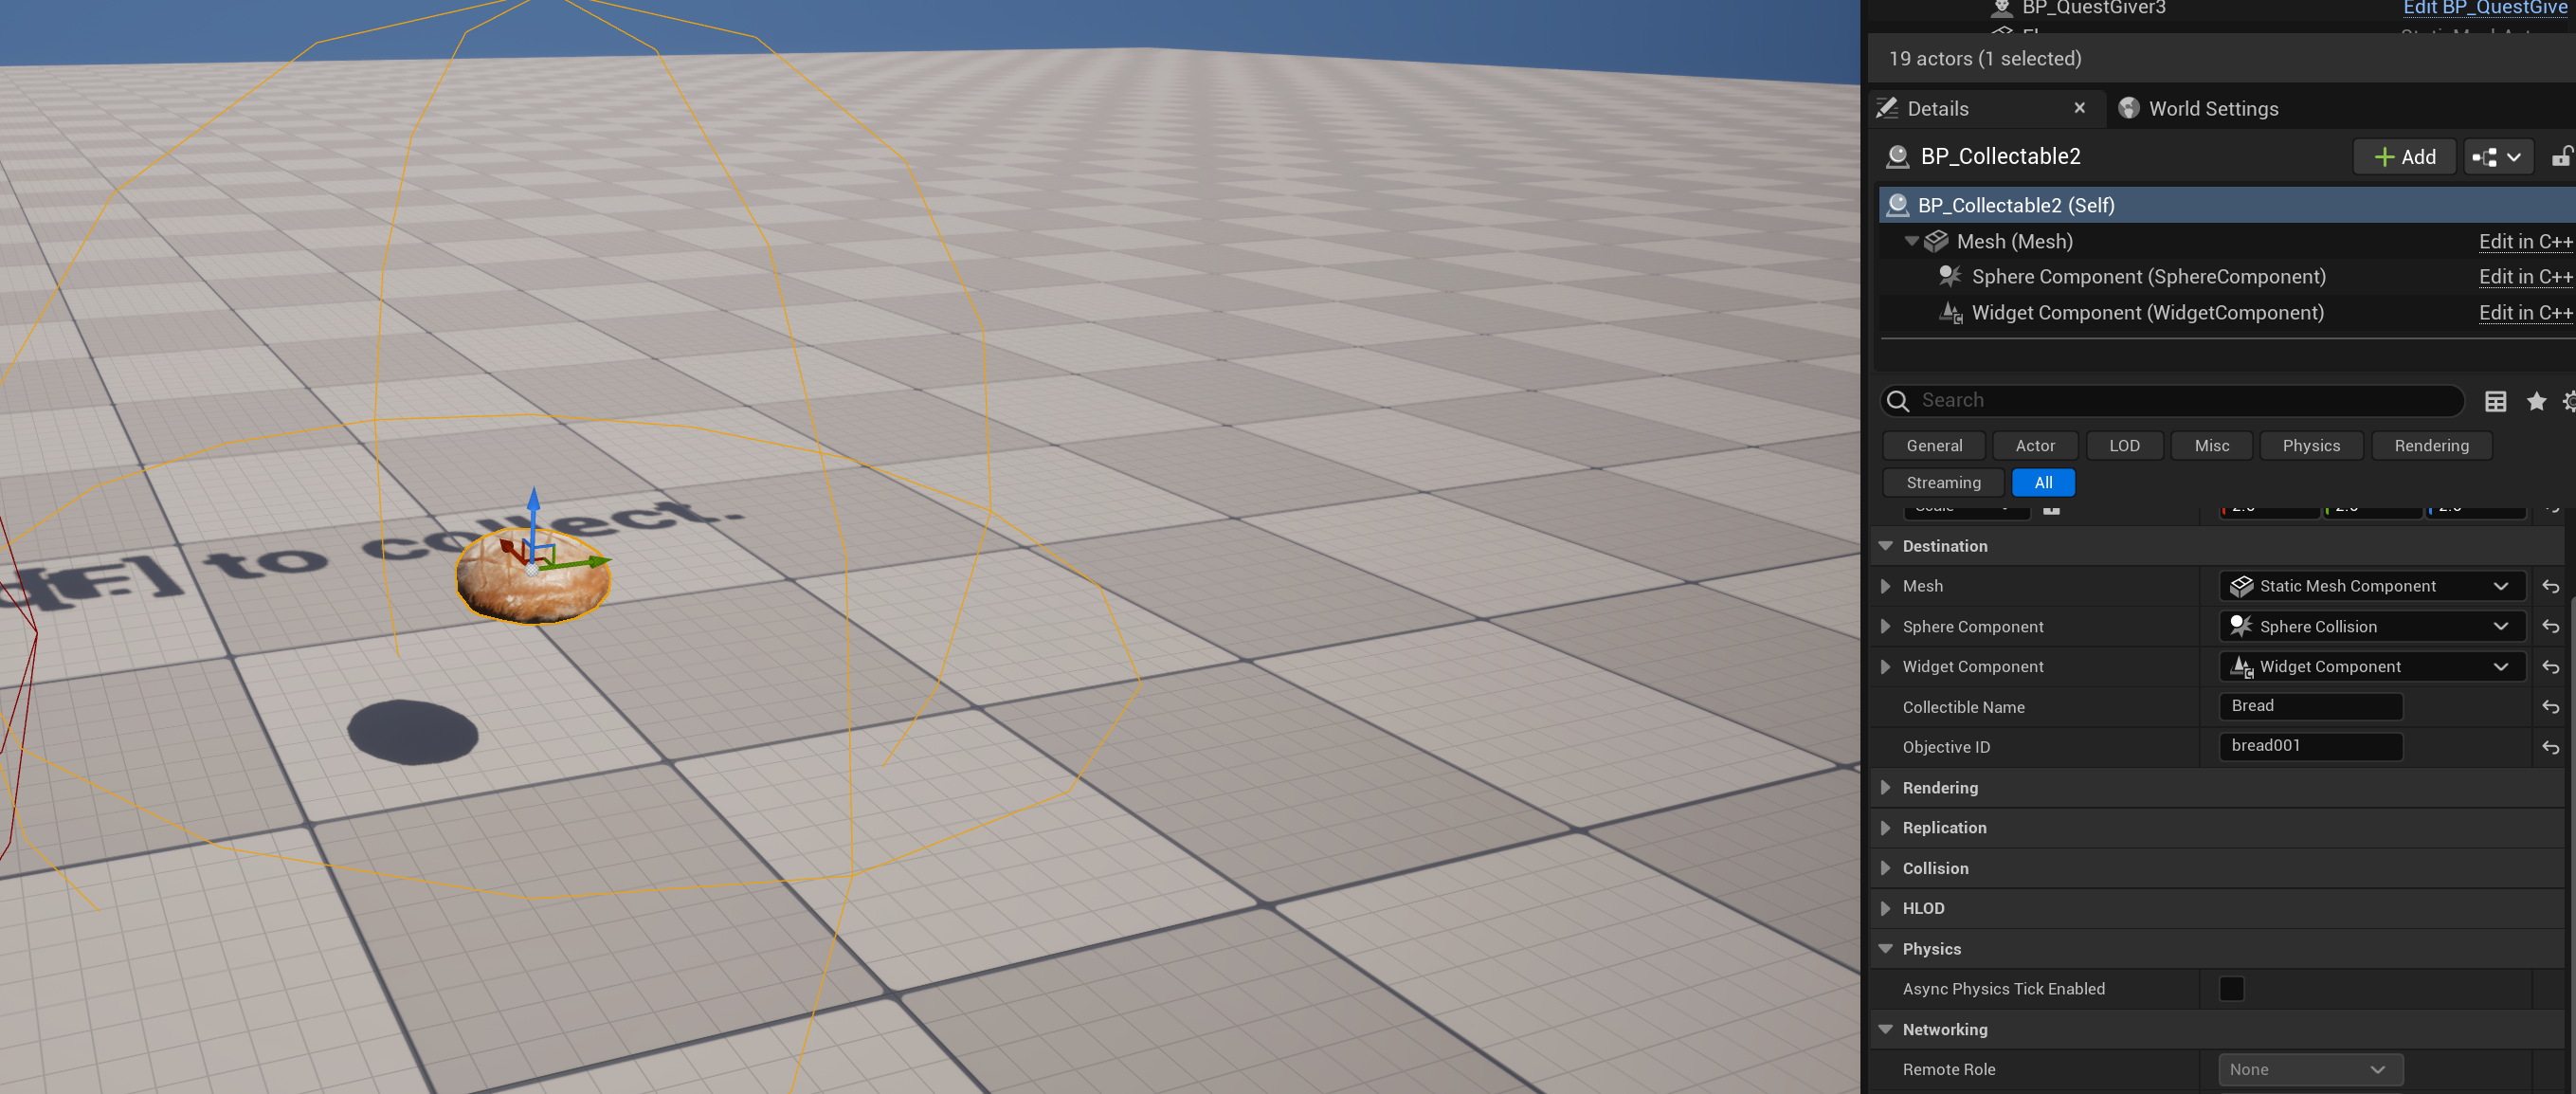 BP_QuestGiver3 Edit BP_QuestGive
19 actors (1 selected)
Details World Settings
BP_Collectable2 Add
BP_Collectable2 (Self)
Mesh (Mesh) Edit in C++
Sphere Component (SphereComponent) Edit in C++
Widget Component (WidgetComponent) Edit in C++
Search
General Actor LOD Misc Physics Rendering
Streaming All
Destination
Mesh Static Mesh Component
Sphere Component Sphere Collision
Widget Component Widget Component
Collectible Name Bread
Objective ID bread001
Rendering
Replication
Collision
HLOD
Physics
Async Physics Tick Enabled
Networking
Remote Role None
[F] to collect.